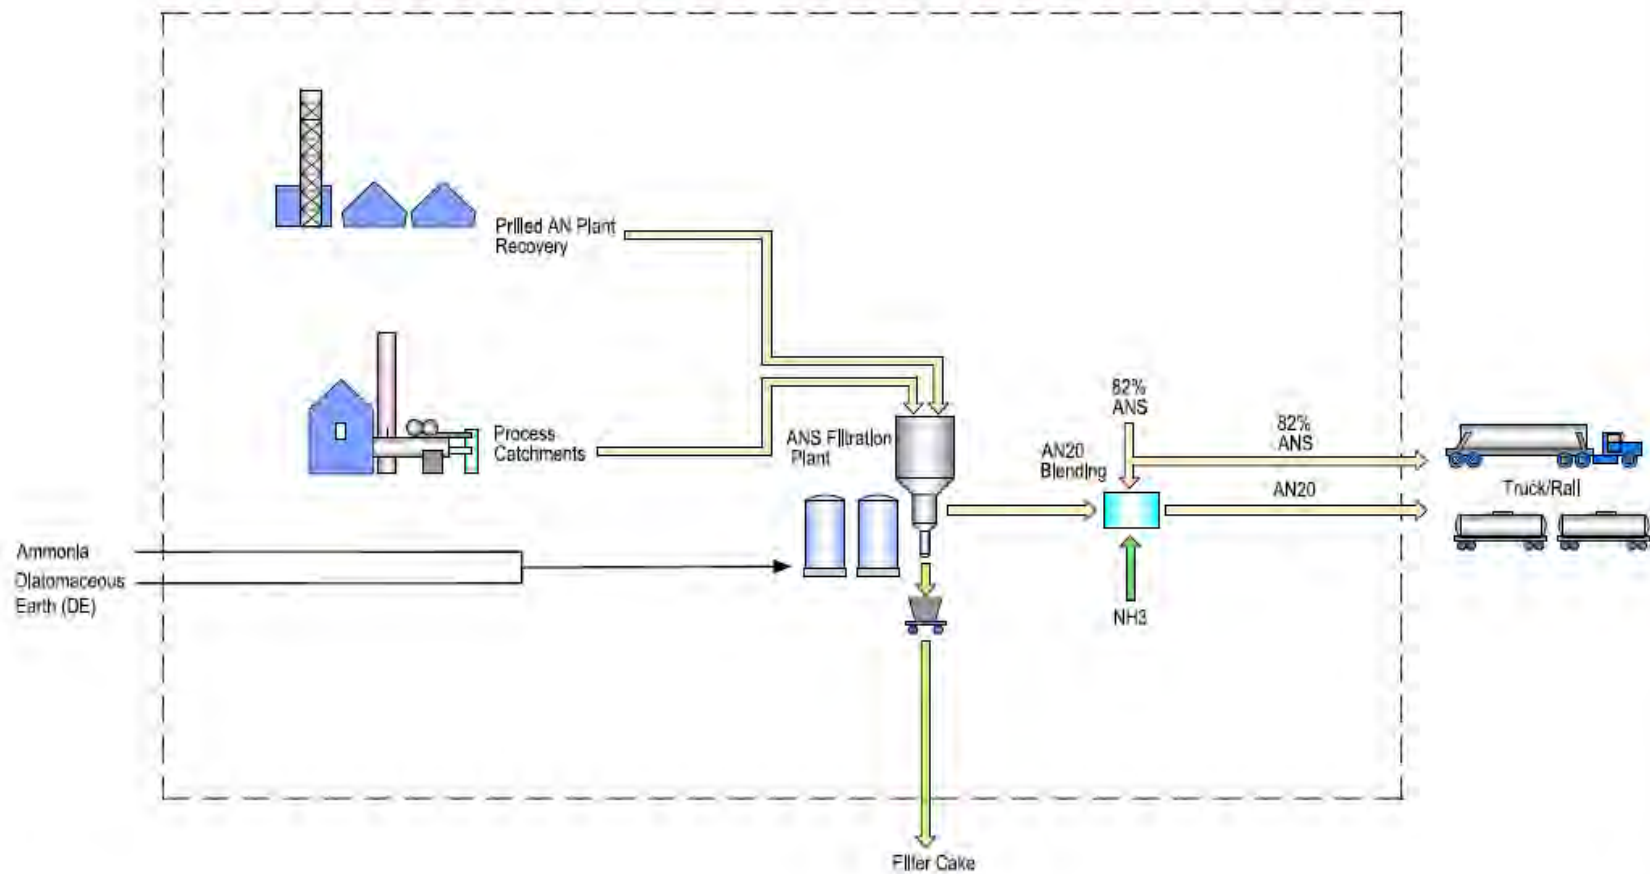 Prilled AN Plant
Recovery
Process
Catchments
ANS Filtration
Plant
82%
ANS
AN20
Blending
82%
ANS
AN20
Truck/Rail
NH3
Ammonia
Diatomaceous
Earth (DE)
Filter Cake